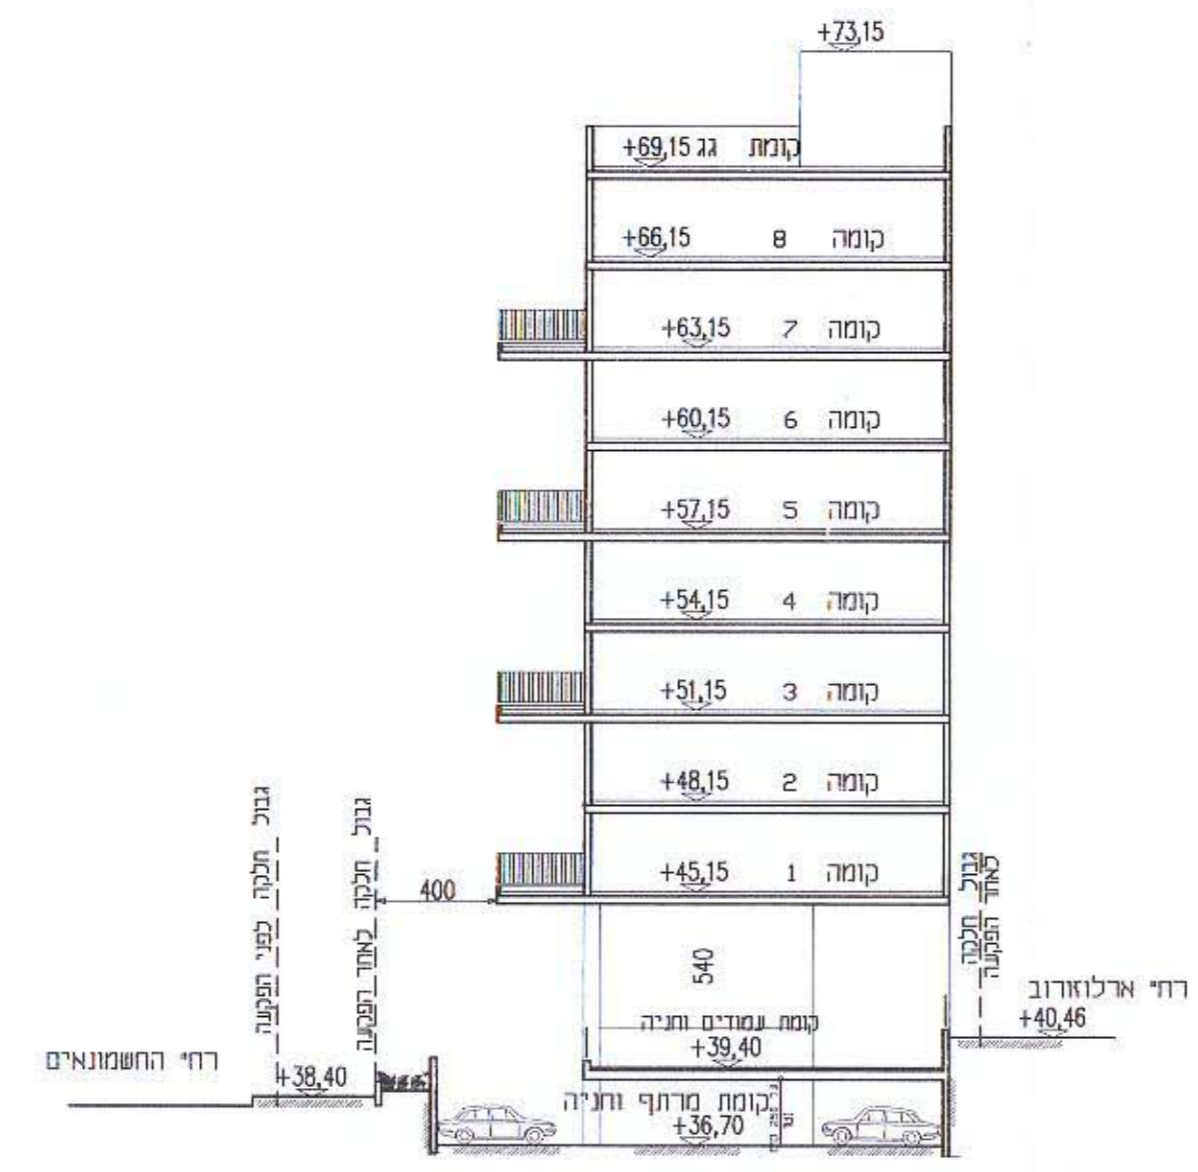 +73,15
קומת גג +69,15
קומה 8 +66,15
קומה 7 +63,15
קומה 6 +60,15
קומה 5 +57,15
קומה 4 +54,15
קומה 3 +51,15
קומה 2 +48,15
קומה 1 +45,15
גבול חלקה לפני הפקעה
גבול חלקה לאחר הפקעה
400
גבול חלקה
לאחר הפקעה
540
רח' ארלוזורוב
+40,46
קומת עמודים וחניה
+39,40
רח' החשמונאים
+38,40
קומת מרתף וחניה
+36,70